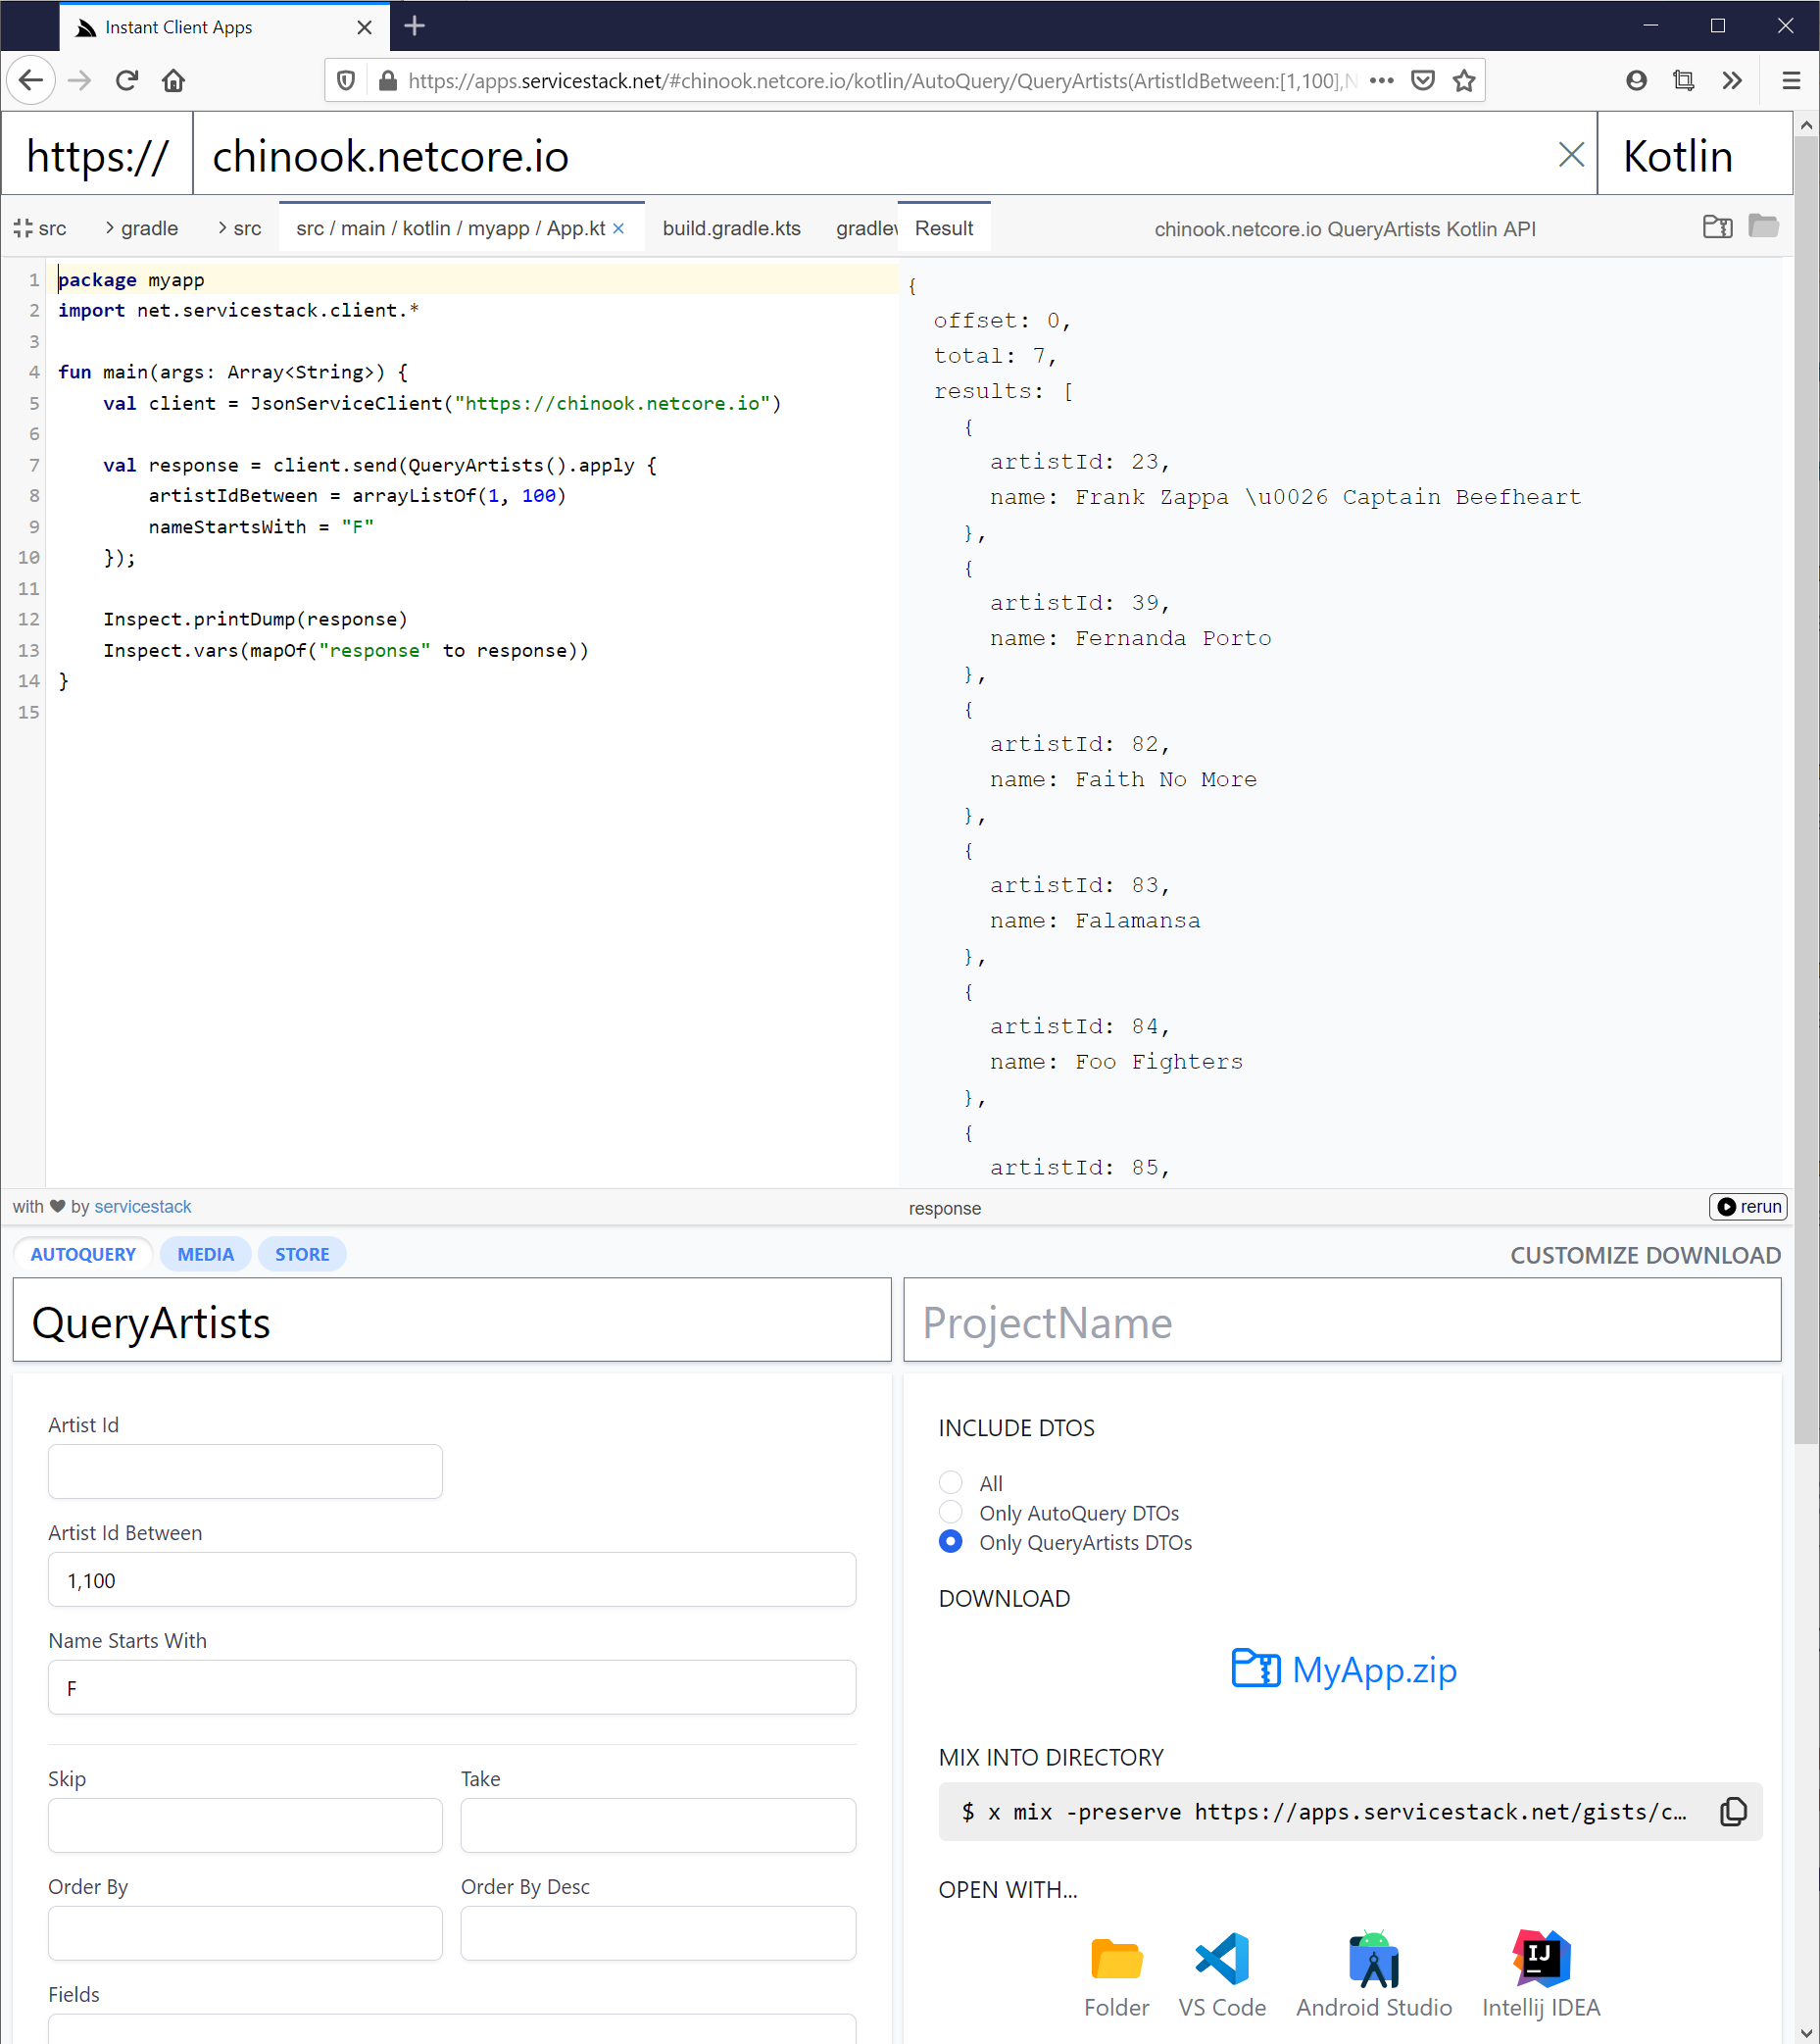 Instant Client Apps
https://apps.servicestack.net/#chinook.netcore.io/kotlin/AutoQuery/QueryArtists(ArtistIdBetween:[1,100],N
https:// chinook.netcore.io Kotlin
src gradle src src / main / kotlin / myapp / App.kt build.gradle.kts gradlew Result chinook.netcore.io QueryArtists Kotlin API
1 package myapp
2 import net.servicestack.client.*
3
4 fun main(args: Array<String>) {
5 val client = JsonServiceClient("https://chinook.netcore.io")
6
7 val response = client.send(QueryArtists().apply {
8 artistIdBetween = arrayListOf(1, 100)
9 nameStartsWith = "F"
10 });
11
12 Inspect.printDump(response)
13 Inspect.vars(mapOf("response" to response))
14 }
15
{
offset: 0,
total: 7,
results: [
{
artistId: 23,
name: Frank Zappa \u0026 Captain Beefheart
},
{
artistId: 39,
name: Fernanda Porto
},
{
artistId: 82,
name: Faith No More
},
{
artistId: 83,
name: Falamansa
},
{
artistId: 84,
name: Foo Fighters
},
{
artistId: 85,
with by servicestack
response
rerun
AUTOQUERY MEDIA STORE
CUSTOMIZE DOWNLOAD
QueryArtists
ProjectName
Artist Id
Artist Id Between
1,100
Name Starts With
F
Skip Take
Order By Order By Desc
Fields
INCLUDE DTOS
All
Only AutoQuery DTOs
Only QueryArtists DTOs
DOWNLOAD
MyApp.zip
MIX INTO DIRECTORY
$ x mix -preserve https://apps.servicestack.net/gists/c…
OPEN WITH...
IJ
Folder VS Code Android Studio Intellij IDEA